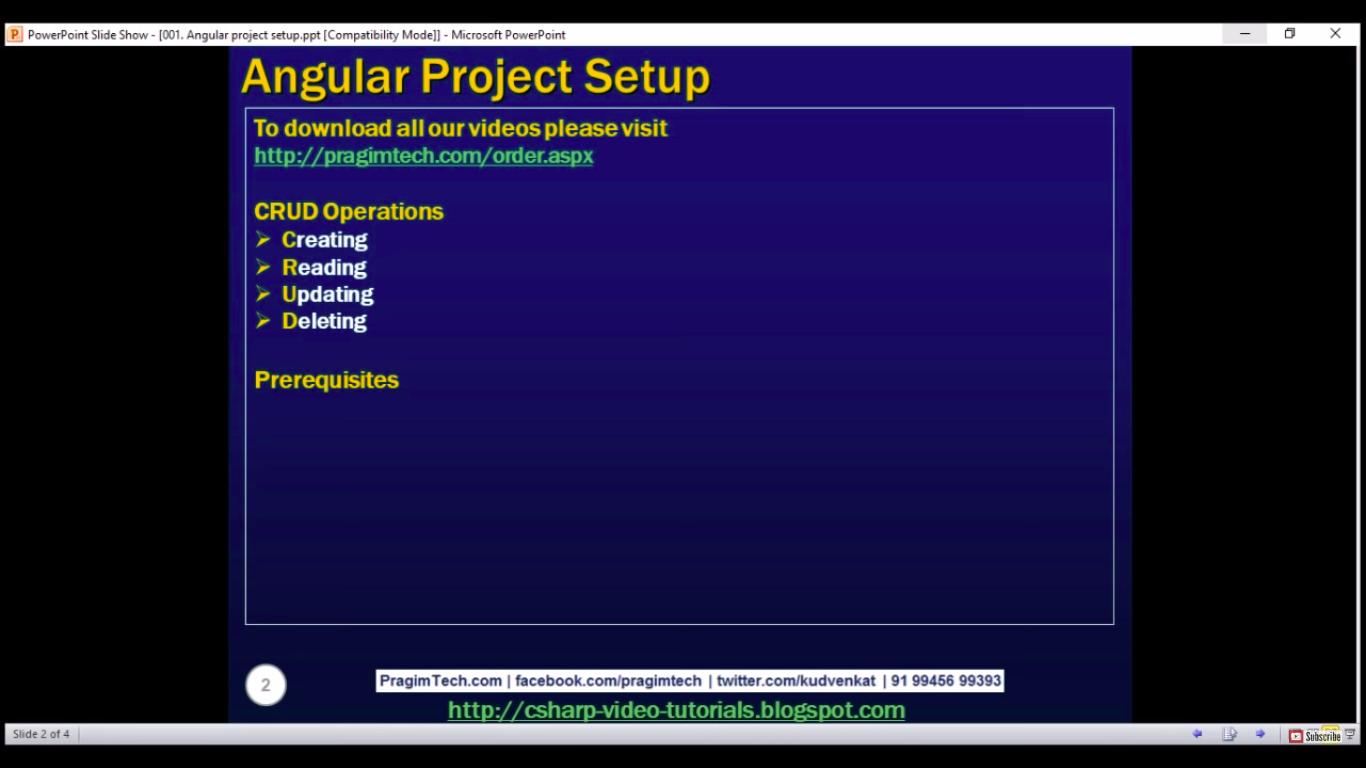 PowerPoint Slide Show - [001. Angular project setup.ppt [Compatibility Mode]] - Microsoft PowerPoint
Angular Project Setup
To download all our videos please visit
http://pragimtech.com/order.aspx
CRUD Operations
Creating
Reading
Updating
Deleting
Prerequisites
2
PragimTech.com | facebook.com/pragimtech | twitter.com/kudvenkat | 91 99456 99393
http://csharp-video-tutorials.blogspot.com
Slide 2 of 4
Subscribe